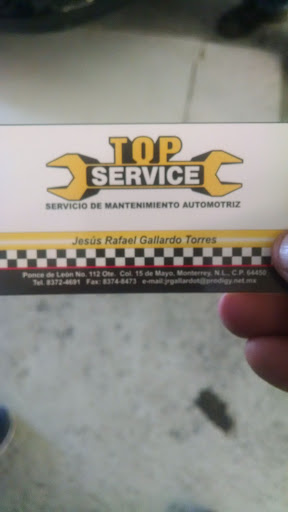 TOP
SERVICE
SERVICIO DE MANTENIMIENTO AUTOMOTRIZ
Jesús Rafael Gallardo Torres
Ponce de León No. 112 Ote. Col. 15 de Mayo, Monterrey, N.L., C.P. 64450
Tel. 8372-4691 Fax: 8374-8473 e-mail:jrgallardot@prodigy.net.mx